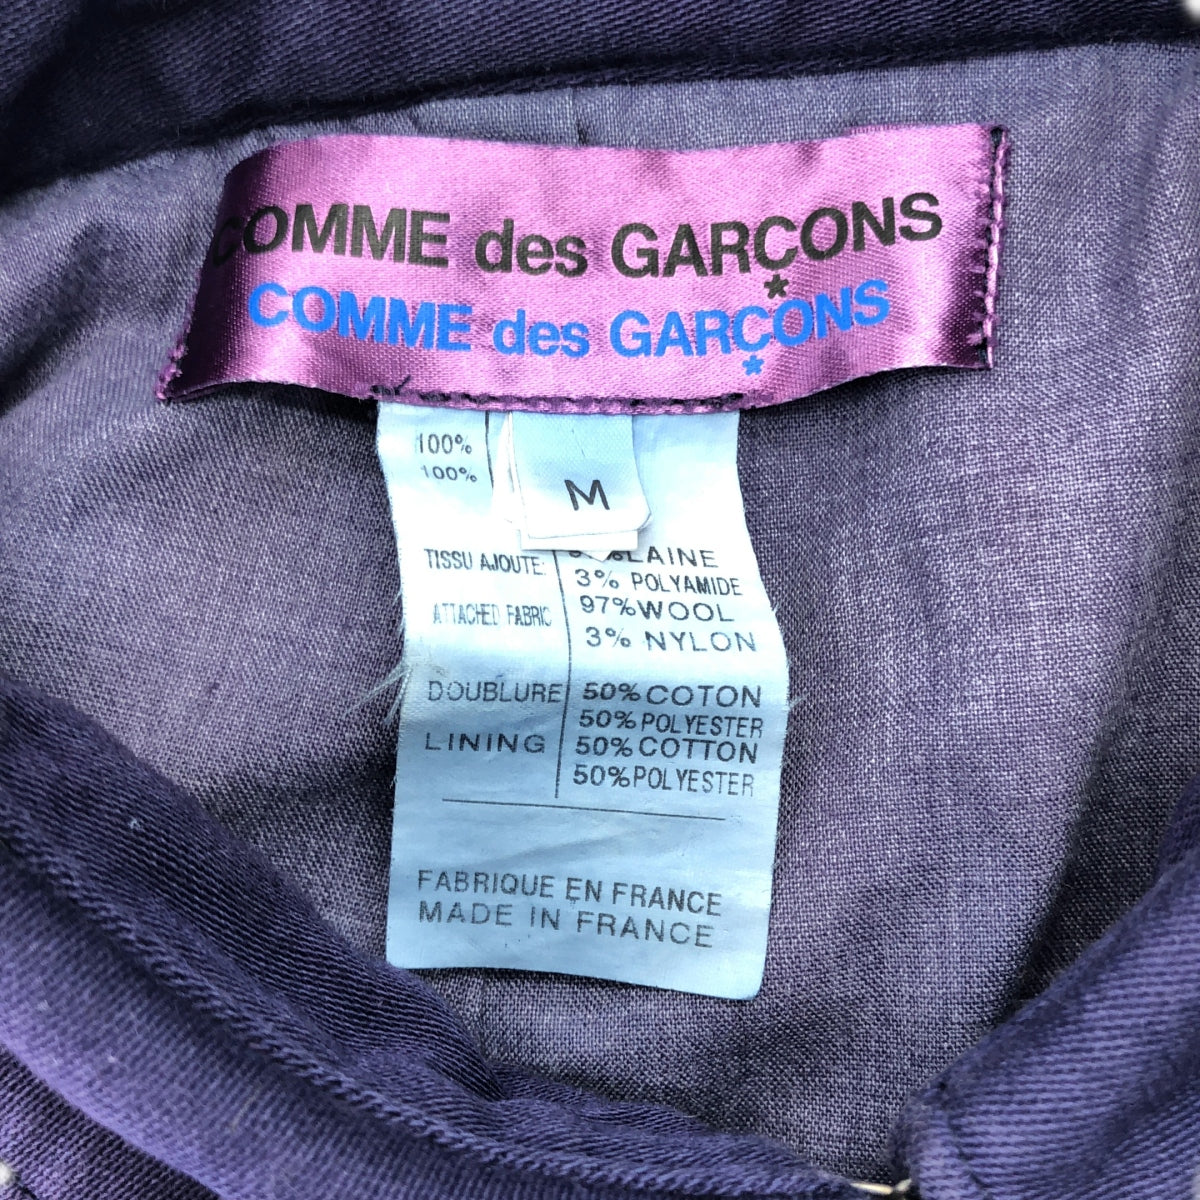 COMME des GARÇONS
*
COMME des GARÇONS
*
M
100%
100%
TISSU AJOUTE: LAINE
3% POLYAMIDE
ATTACHED FABRIC 97% WOOL
3% NYLON
DOUBLURE 50% COTON
50% POLYESTER
LINING 50% COTTON
50% POLYESTER
FABRIQUE EN FRANCE
MADE IN FRANCE